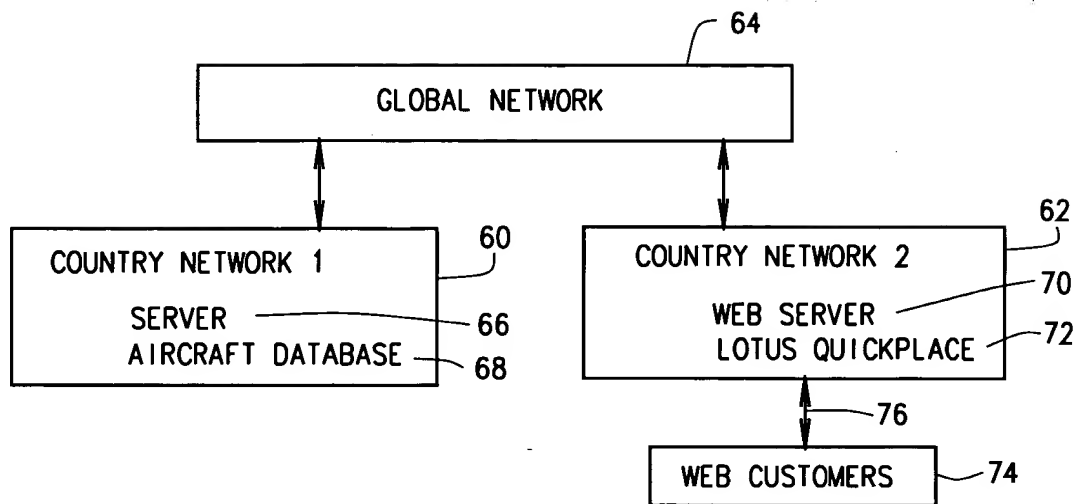 64
GLOBAL NETWORK
60
62
COUNTRY NETWORK 1
SERVER
66
AIRCRAFT DATABASE
68
COUNTRY NETWORK 2
WEB SERVER
70
LOTUS QUICKPLACE
72
76
WEB CUSTOMERS
74